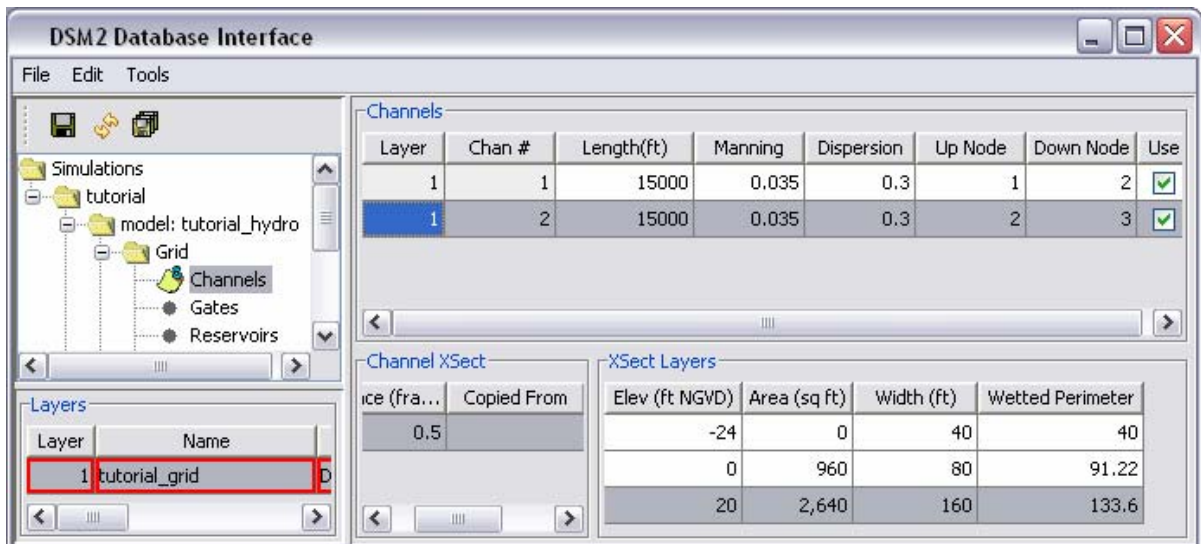 DSM2 Database Interface
File Edit Tools
Simulations
tutorial
model: tutorial_hydro
Grid
Channels
Gates
Reservoirs
Layers
Layer Name
1 tutorial_grid D
Channels
Layer Chan # Length(ft) Manning Dispersion Up Node Down Node Use
1 1 15000 0.035 0.3 1 2
1 2 15000 0.035 0.3 2 3
Channel XSect
ice (fra... Copied From
0.5
XSect Layers
Elev (ft NGVD) Area (sq ft) Width (ft) Wetted Perimeter
-24 0 40 40
0 960 80 91.22
20 2,640 160 133.6